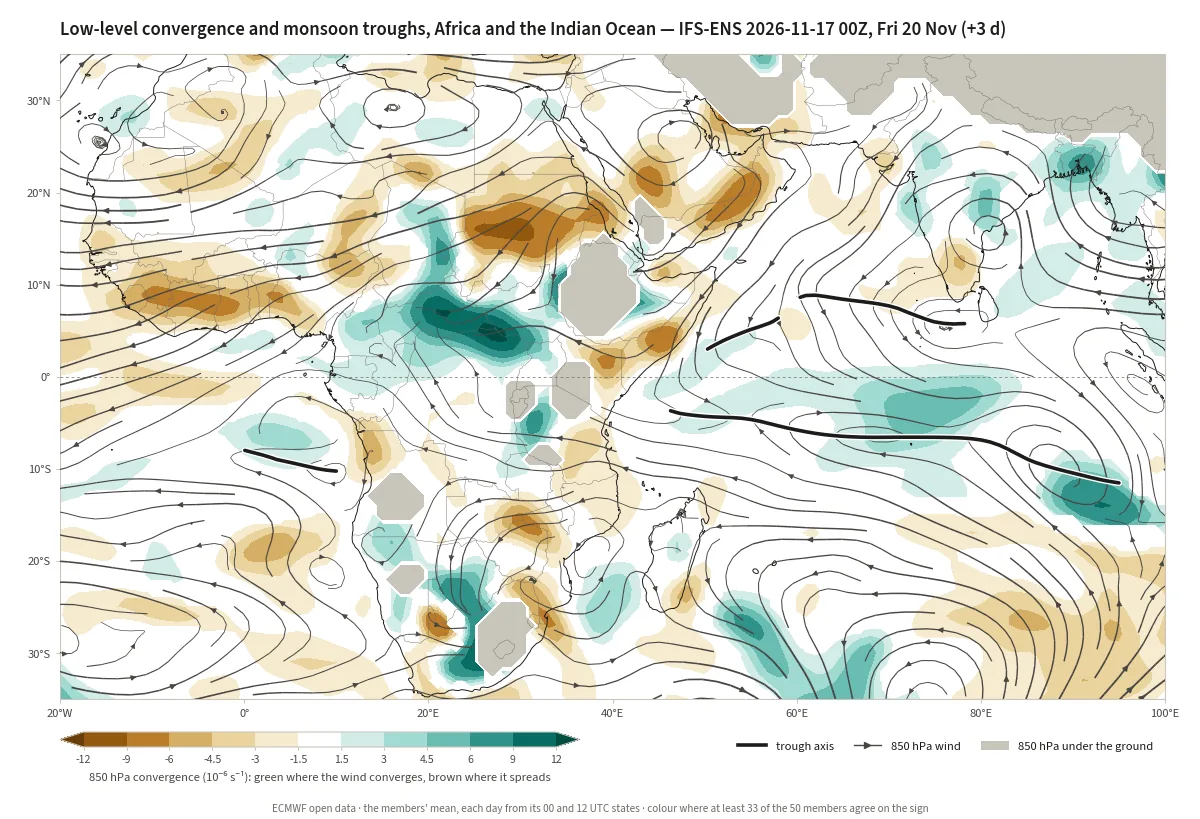 Low-level convergence and monsoon troughs, Africa and the Indian Ocean — IFS-ENS 2026-11-17 00Z, Fri 20 Nov (+3 d)
30°N
20°N
10°N
0°
10°S
20°S
30°S
20°W 0° 20°E 40°E 60°E 80°E 100°E
-12 -9 -6 -4.5 -3 -1.5 1.5 3 4.5 6 9 12
850 hPa convergence (10⁻⁶ s⁻¹): green where the wind converges, brown where it spreads
trough axis 850 hPa wind 850 hPa under the ground
ECMWF open data · the members' mean, each day from its 00 and 12 UTC states · colour where at least 33 of the 50 members agree on the sign